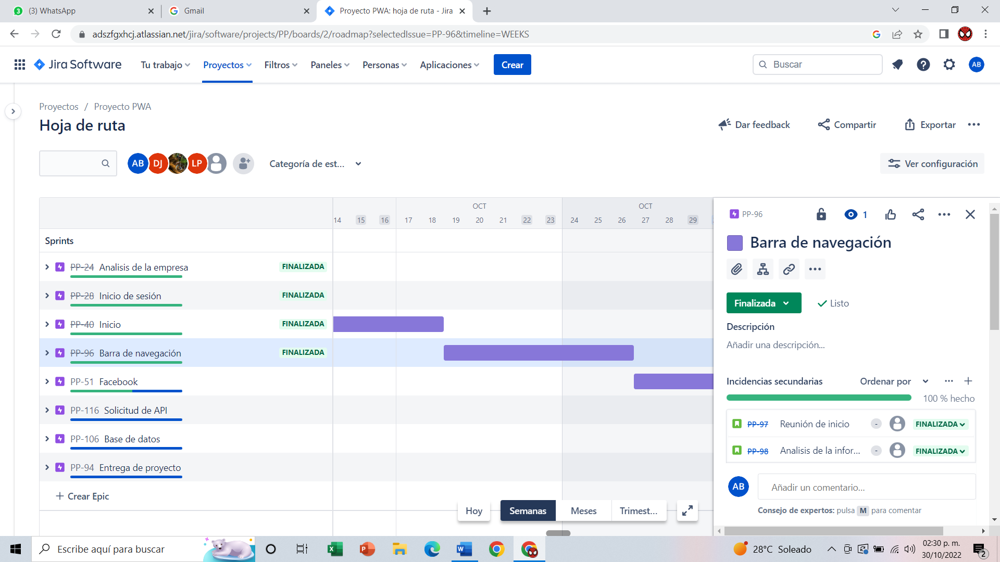 3
(3) WhatsApp
Gmail
Proyecto PWA: hoja de ruta - Jira
adszfgxhcj.atlassian.net/jira/software/projects/PP/boards/2/roadmap?selectedIssue=PP-96&timeline=WEEKS
Jira Software
Tu trabajo
Proyectos
Filtros
Paneles
Personas
Aplicaciones
Crear
Buscar
AB
Proyectos / Proyecto PWA
Hoja de ruta
Dar feedback
Compartir
Exportar
AB
DJ
LP
Categoría de est...
Ver configuración
OCT
OCT
14 15 16 17 18 19 20 21 22 23 24 25 26 27 28 29
Sprints
PP-24 Analisis de la empresa FINALIZADA
PP-28 Inicio de sesión FINALIZADA
PP-40 Inicio FINALIZADA
PP-96 Barra de navegación FINALIZADA
PP-51 Facebook
PP-116 Solicitud de API
PP-106 Base de datos
PP-94 Entrega de proyecto
Crear Epic
Hoy
Semanas
Meses
Trimest...
PP-96
1
Barra de navegación
Finalizada
Listo
Descripción
Añadir una descripción...
Incidencias secundarias
Ordenar por
100 % hecho
PP-97 Reunión de inicio - FINALIZADA
PP-98 Analisis de la infor... - FINALIZADA
AB
Añadir un comentario...
Consejo de expertos: pulsa M para comentar
Escribe aquí para buscar
28°C Soleado
02:30 p. m.
30/10/2022
2